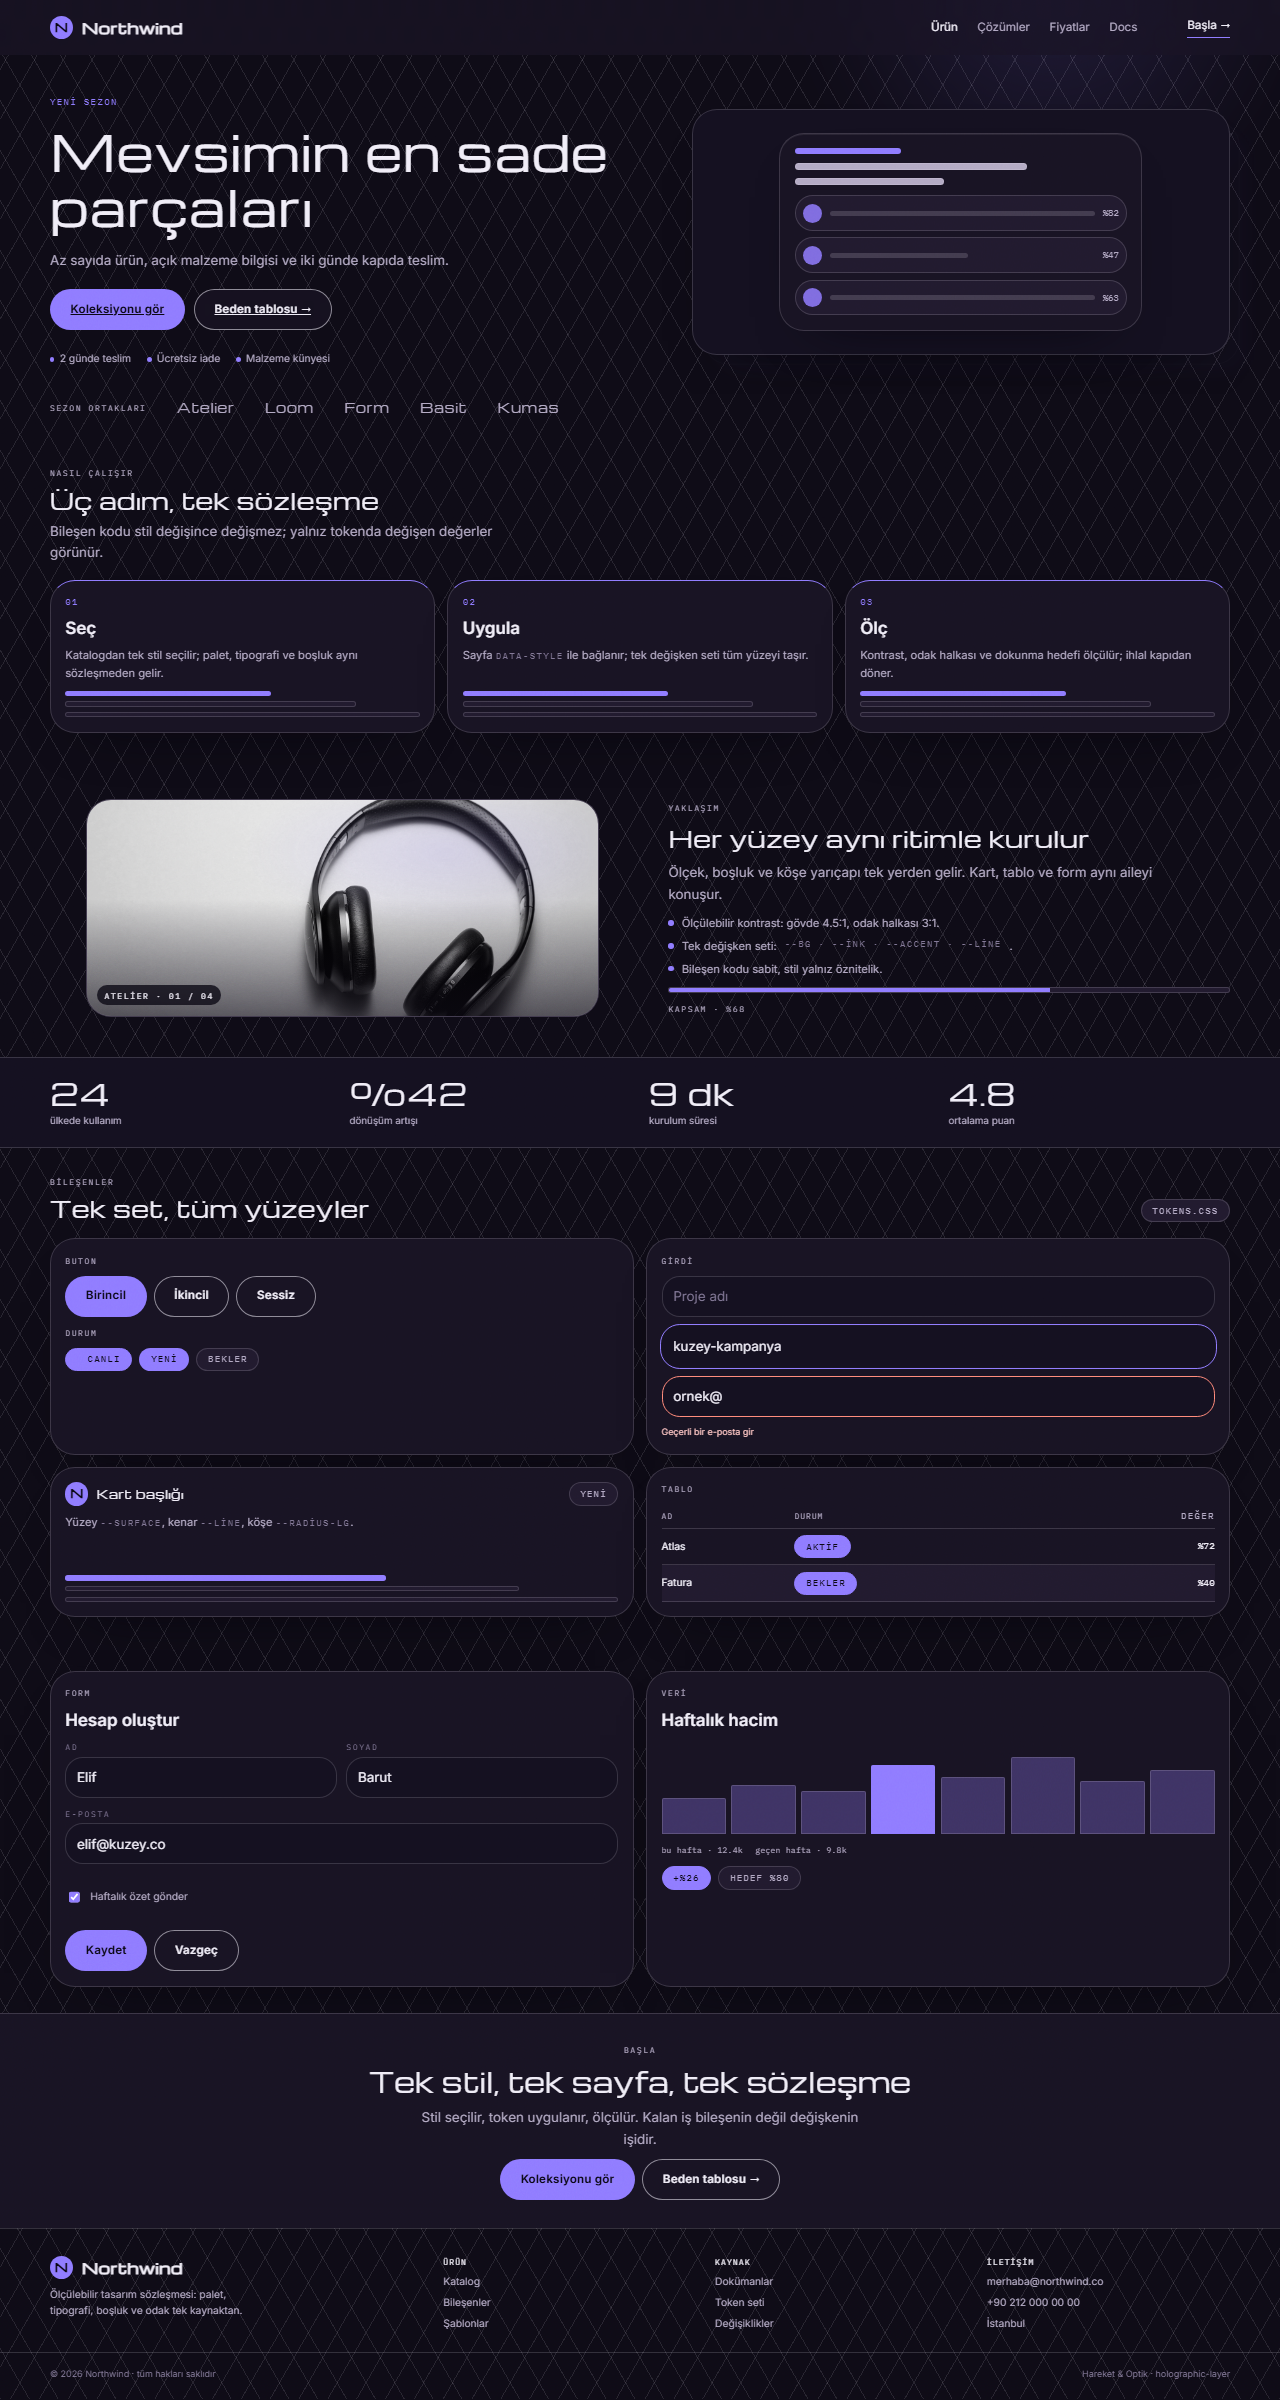 Northwind
Ürün Çözümler Fiyatlar Docs Başla →
YENİ SEZON
Mevsimin en sade
parçaları
Az sayıda ürün, açık malzeme bilgisi ve iki günde kapıda teslim.
Koleksiyonu gör Beden tablosu →
2 günde teslim Ücretsiz iade Malzeme künyesi
%82
%47
%63
SEZON ORTAKLARI Atelier Loom Form Basit Kumas
NASIL ÇALIŞIR
Üç adım, tek sözleşme
Bileşen kodu stil değişince değişmez; yalnız tokenda değişen değerler
görünür.
01
Seç
Katalogdan tek stil seçilir; palet, tipografi ve boşluk aynı
sözleşmeden gelir.
02
Uygula
Sayfa DATA-STYLE ile bağlanır; tek değişken seti tüm yüzeyi taşır.
03
Ölç
Kontrast, odak halkası ve dokunma hedefi ölçülür; ihlal kapıdan
döner.
ATELİER · 01 / 04
YAKLAŞIM
Her yüzey aynı ritimle kurulur
Ölçek, boşluk ve köşe yarıçapı tek yerden gelir. Kart, tablo ve form aynı aileyi
konuşur.
Ölçülebilir kontrast: gövde 4.5:1, odak halkası 3:1.
Tek değişken seti: --BG · --İNK · --ACCENT · --LİNE .
Bileşen kodu sabit, stil yalnız öznitelik.
KAPSAM · %68
24
ülkede kullanım
%42
dönüşüm artışı
9 dk
kurulum süresi
4.8
ortalama puan
BİLEŞENLER
Tek set, tüm yüzeyler
TOKENS.CSS
BUTON
Birincil İkincil Sessiz
DURUM
CANLI YENİ BEKLER
GİRDİ
Proje adı
kuzey-kampanya
ornek@
Geçerli bir e-posta gir
Kart başlığı YENİ
Yüzey --SURFACE, kenar --LİNE, köşe --RADİUS-LG.
TABLO
AD DURUM DEĞER
Atlas AKTİF %72
Fatura BEKLER %40
FORM
Hesap oluştur
AD SOYAD
Elif Barut
E-POSTA
elif@kuzey.co
Haftalık özet gönder
Kaydet Vazgeç
VERİ
Haftalık hacim
bu hafta · 12.4k geçen hafta · 9.8k
+%26 HEDEF %80
BAŞLA
Tek stil, tek sayfa, tek sözleşme
Stil seçilir, token uygulanır, ölçülür. Kalan iş bileşenin değil değişkenin
işidir.
Koleksiyonu gör Beden tablosu →
Northwind
Ölçülebilir tasarım sözleşmesi: palet,
tipografi, boşluk ve odak tek kaynaktan.
ÜRÜN
Katalog
Bileşenler
Şablonlar
KAYNAK
Dokümanlar
Token seti
Değişiklikler
İLETİŞİM
merhaba@northwind.co
+90 212 000 00 00
İstanbul
© 2026 Northwind · tüm hakları saklıdır
Hareket & Optik · holographic-layer